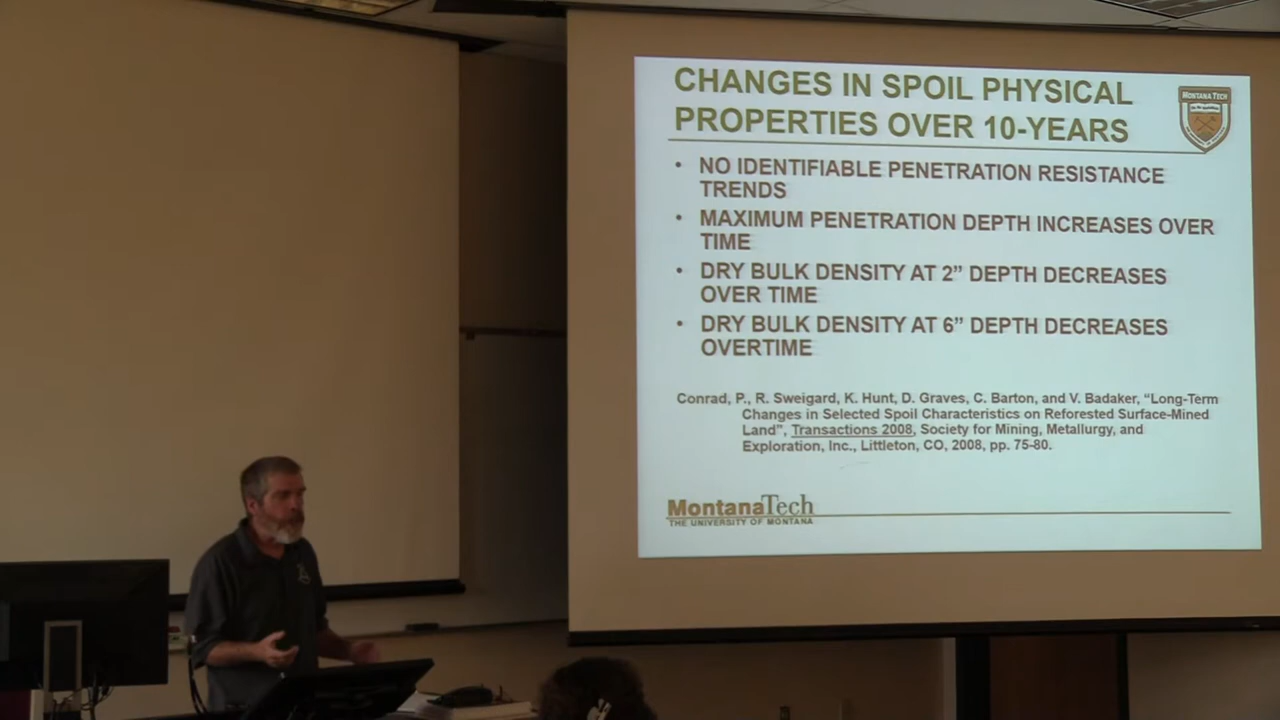 CHANGES IN SPOIL PHYSICAL
PROPERTIES OVER 10-YEARS
MONTANA TECH
• NO IDENTIFIABLE PENETRATION RESISTANCE
TRENDS
• MAXIMUM PENETRATION DEPTH INCREASES OVER
TIME
• DRY BULK DENSITY AT 2” DEPTH DECREASES
OVER TIME
• DRY BULK DENSITY AT 6” DEPTH DECREASES
OVERTIME
Conrad, P., R. Sweigard, K. Hunt, D. Graves, C. Barton, and V. Badaker, “Long-Term
Changes in Selected Spoil Characteristics on Reforested Surface-Mined
Land”, Transactions 2008, Society for Mining, Metallurgy, and
Exploration, Inc., Littleton, CO, 2008, pp. 75-80.
MontanaTech
THE UNIVERSITY OF MONTANA